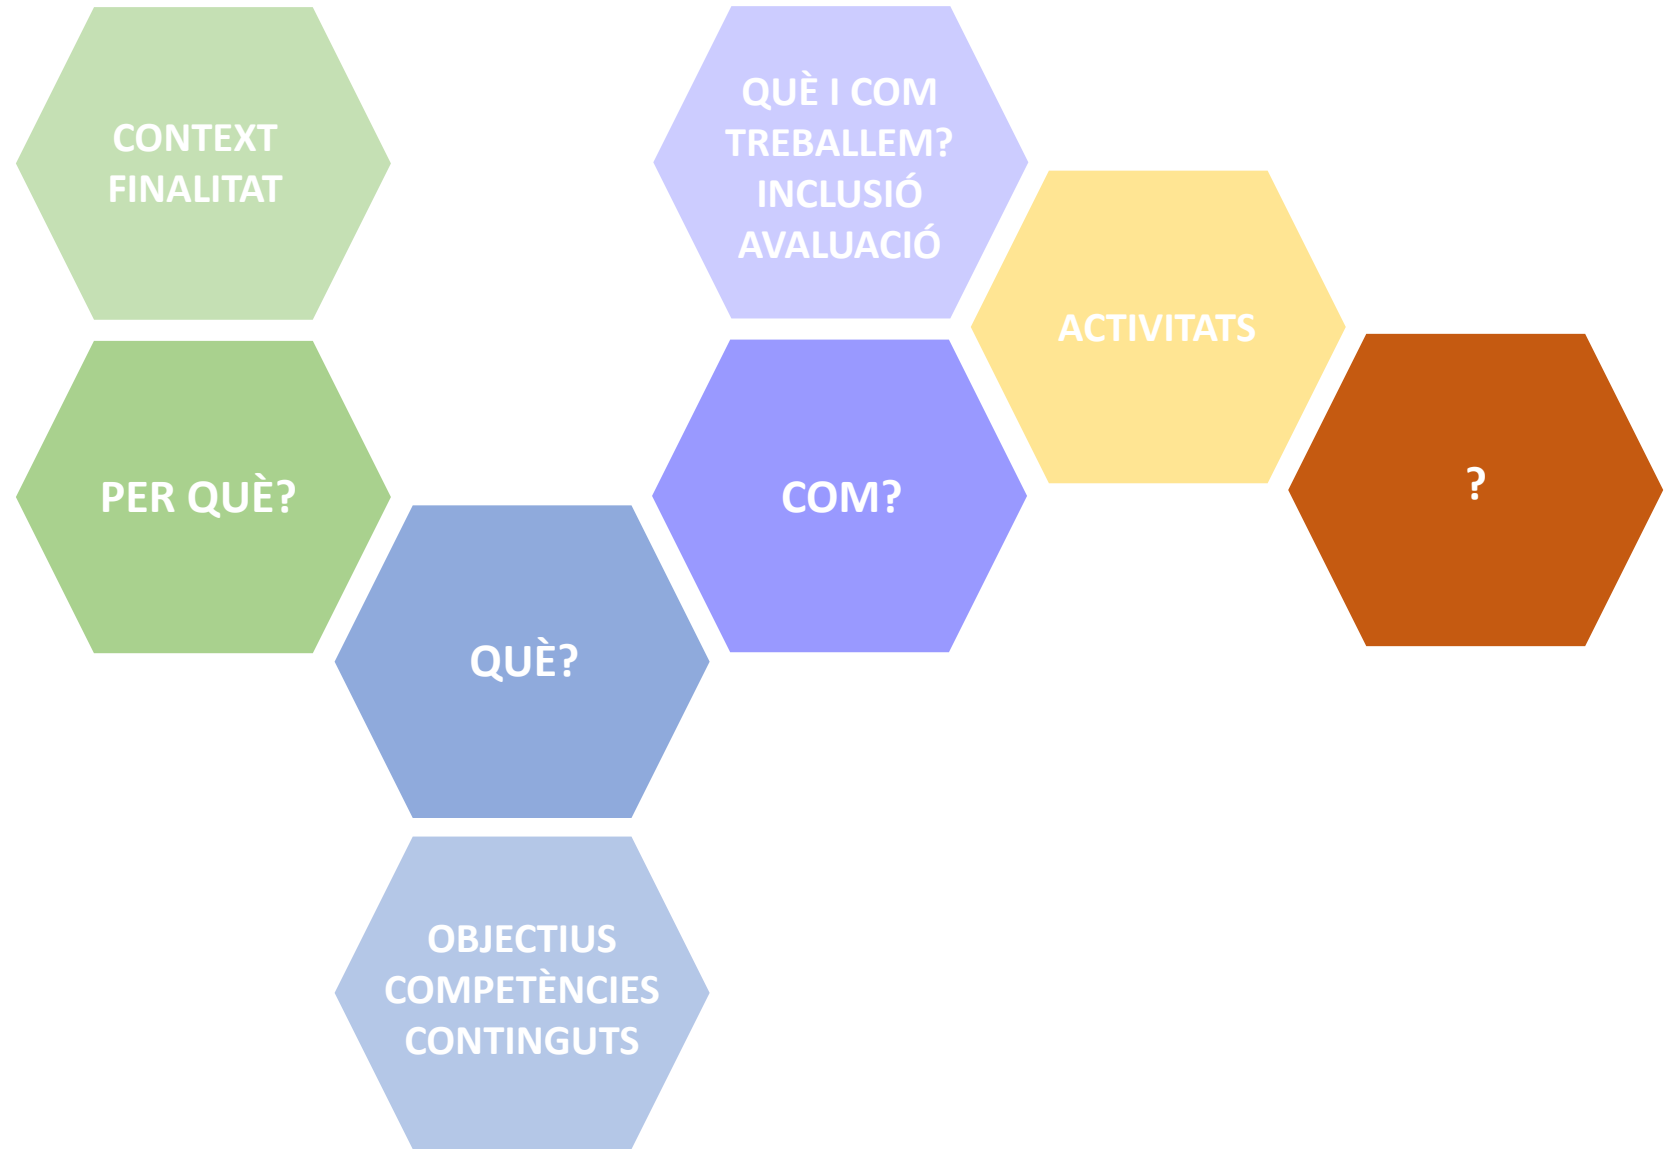 CONTEXT
FINALITAT
PER QUÈ?
QUÈ?
OBJECTIUS
COMPETÈNCIES
CONTINGUTS
QUÈ I COM
TREBALLEM?
INCLUSIÓ
AVALUACIÓ
COM?
ACTIVITATS
?